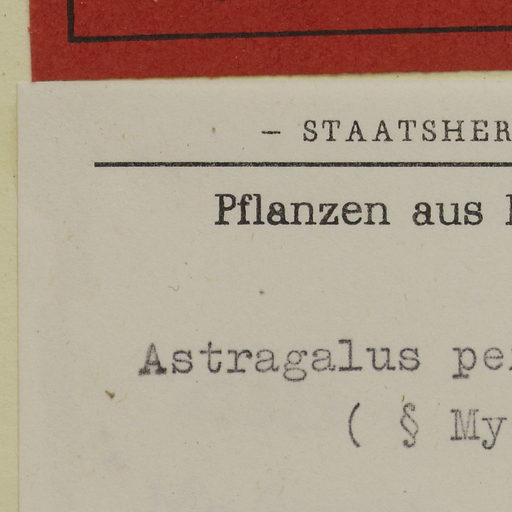 – STAATSHER
Pflanzen aus
Astragalus pe
( § My